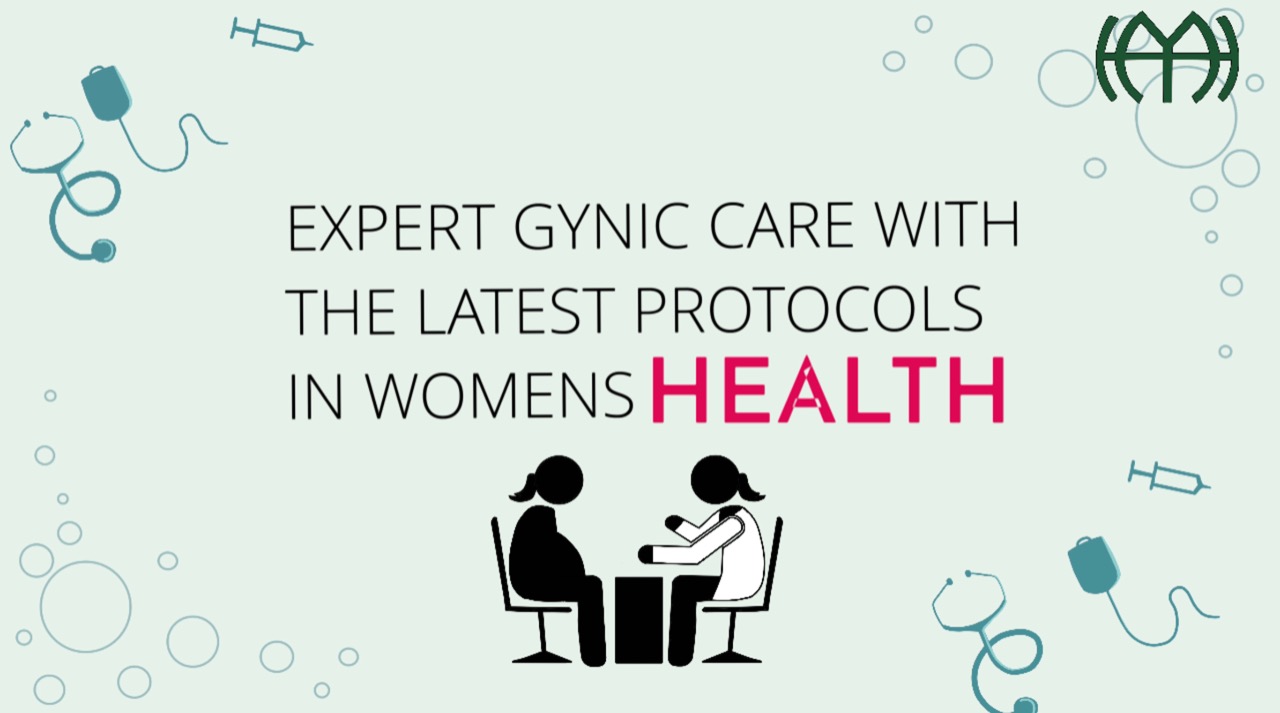 EXPERT GYNIC CARE WITH
THE LATEST PROTOCOLS
IN WOMENS HEALTH